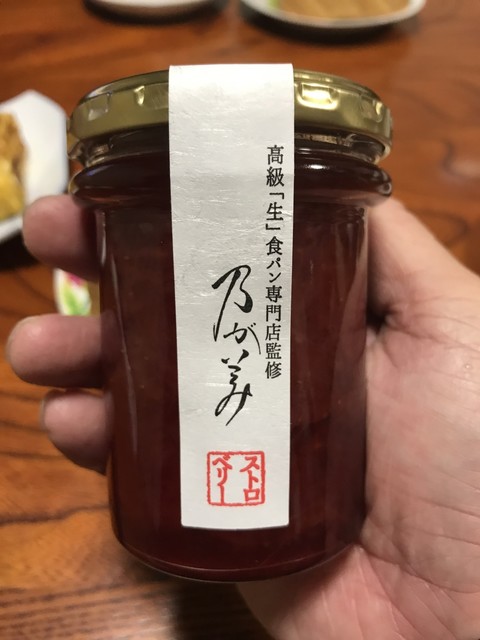 高級「生」食パン専門店監修
乃が美
ストロ
ベリー